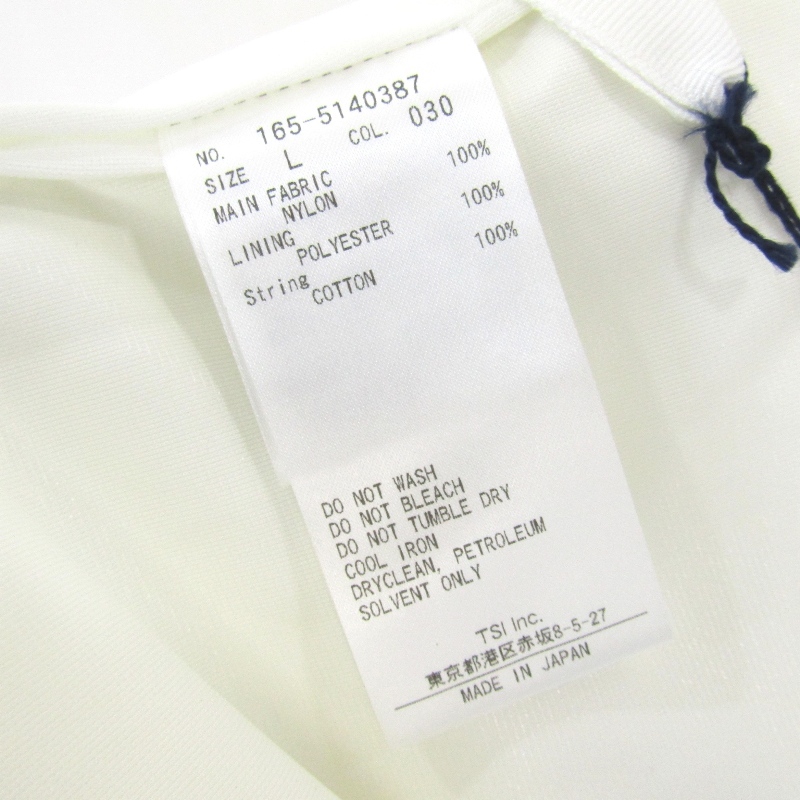 NO. 165-5140387
SIZE L COL. 030
MAIN FABRIC
NYLON 100%
LINING
POLYESTER 100%
String
COTTON 100%
DO NOT WASH
DO NOT BLEACH
DO NOT TUMBLE DRY
COOL IRON
DRYCLEAN, PETROLEUM
SOLVENT ONLY
TSI Inc.
東京都港区赤坂8-5-27
MADE IN JAPAN